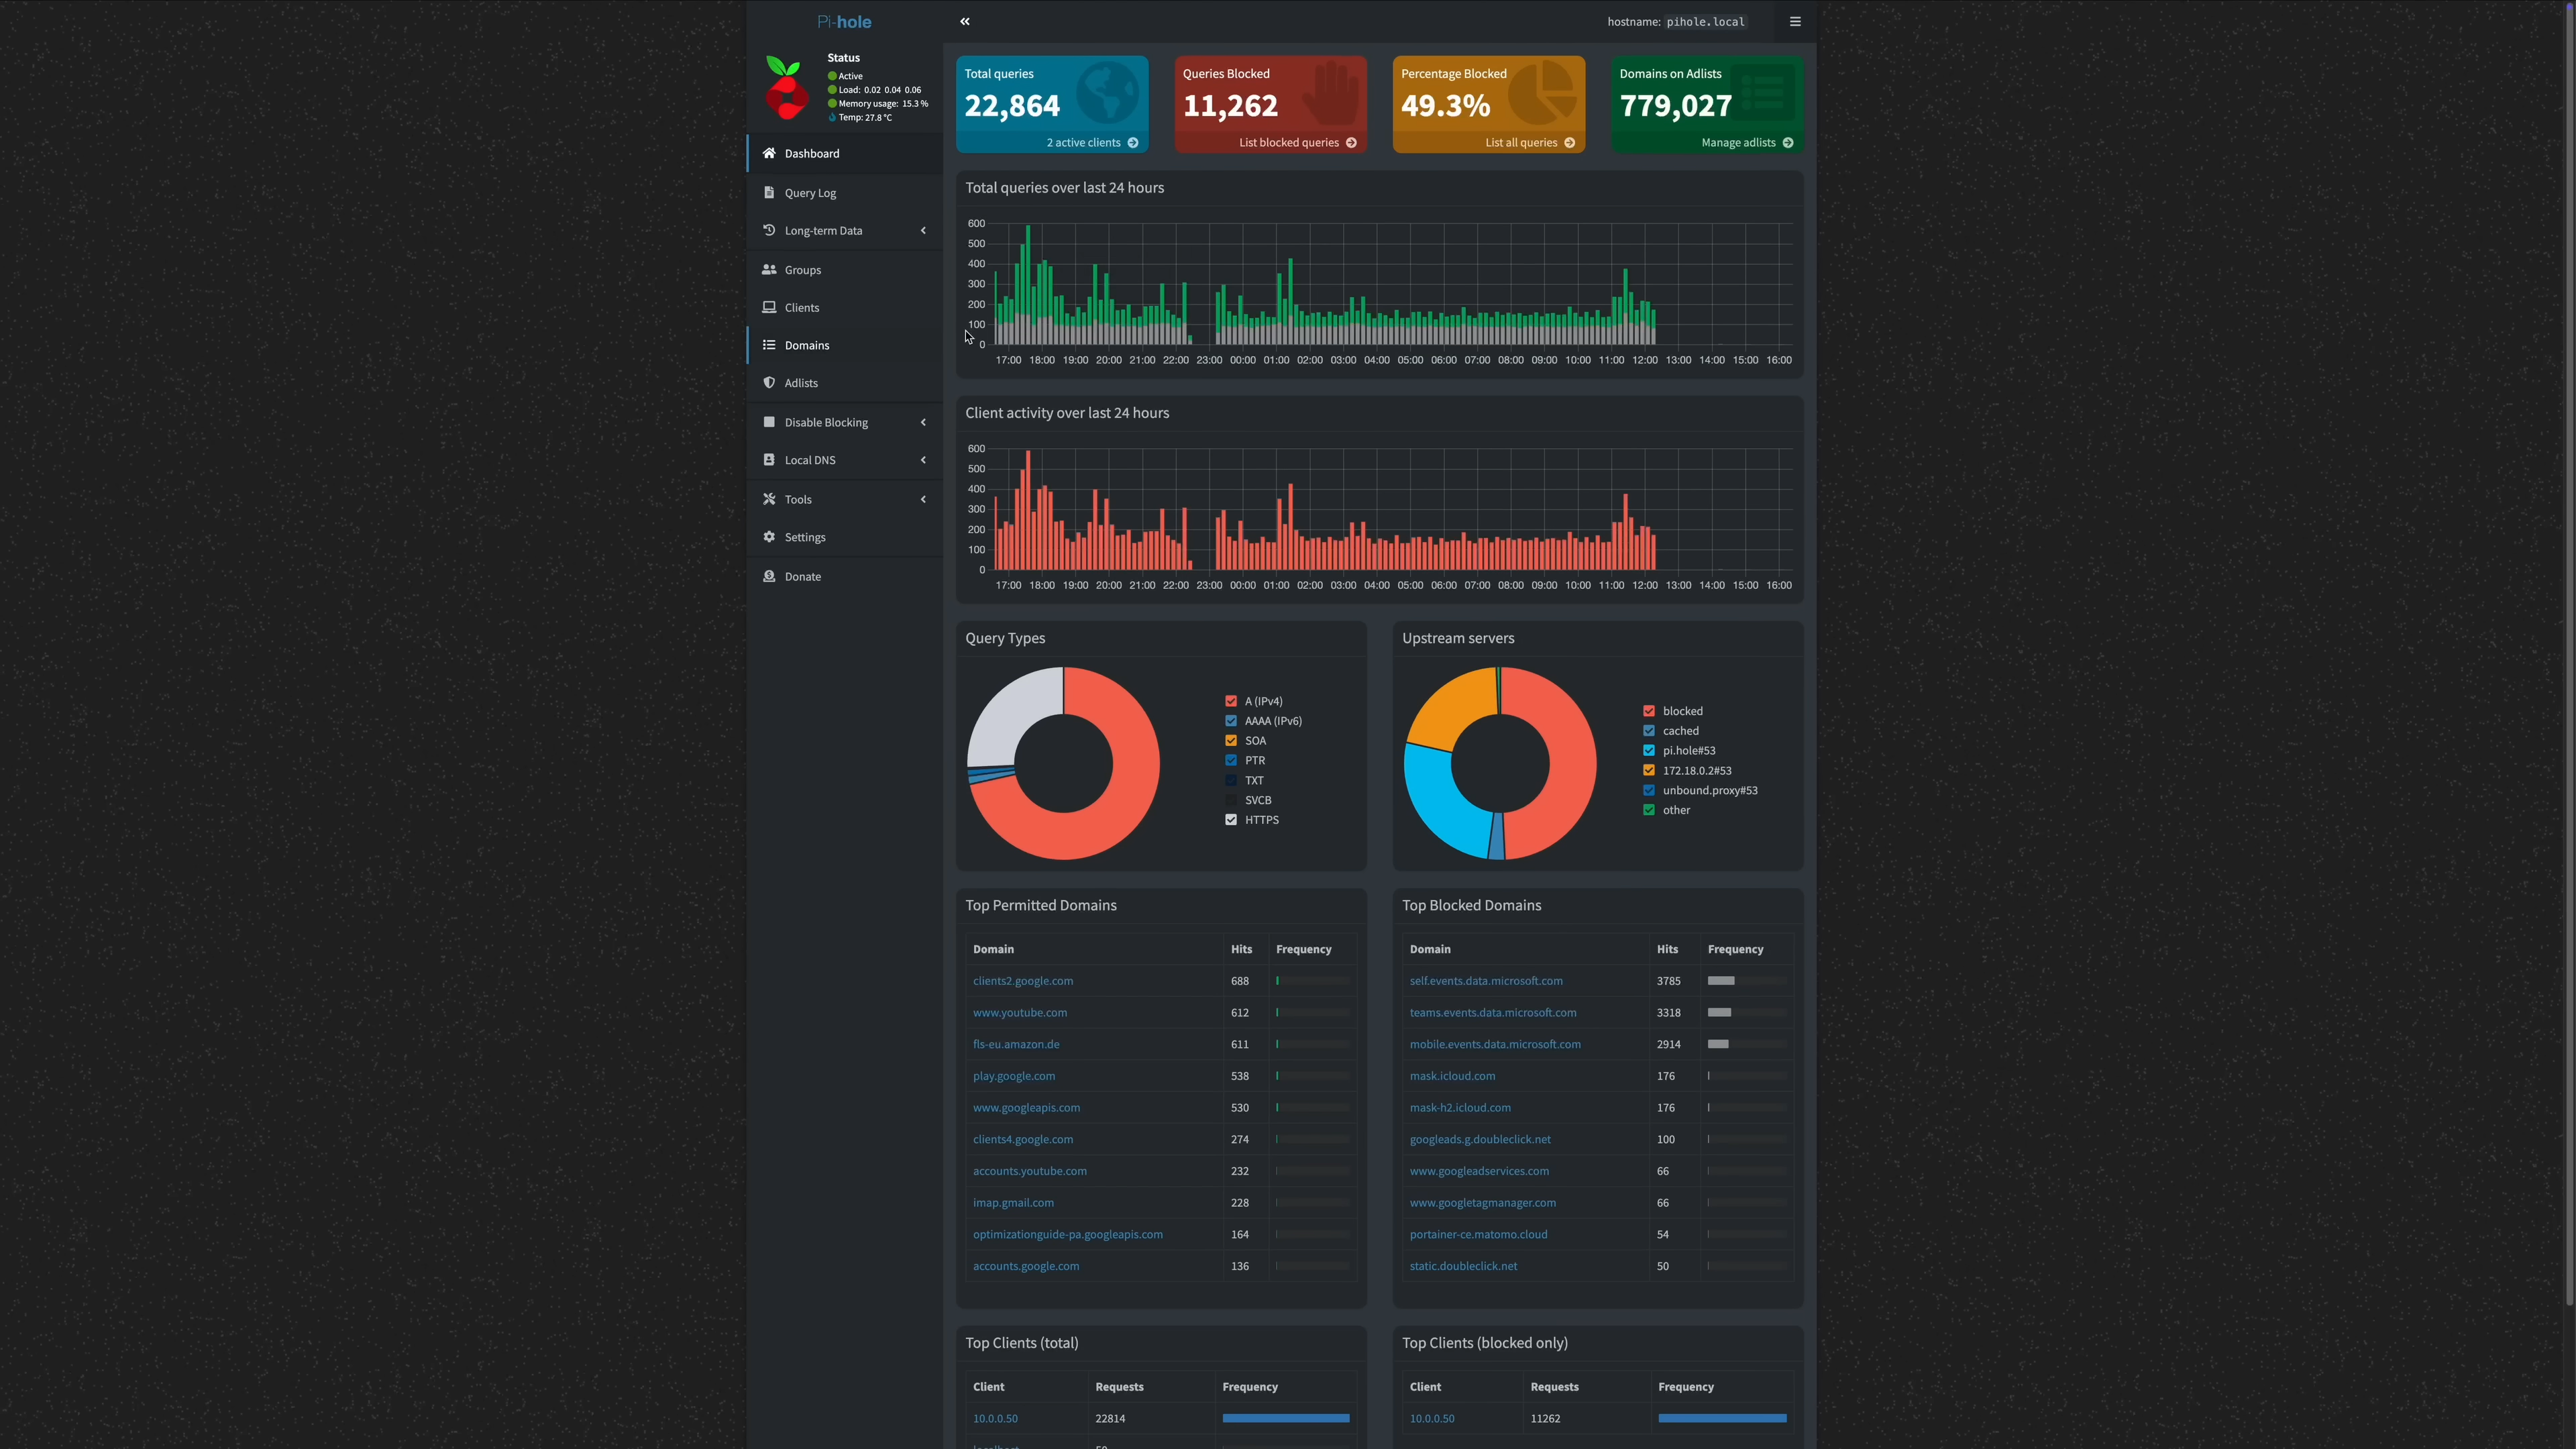 Pi-hole
hostname: pihole.local
Status
Active
Load: 0.02 0.04 0.06
Memory usage: 15.3 %
Temp: 27.8 °C
Dashboard
Query Log
Long-term Data
Groups
Clients
Domains
Adlists
Disable Blocking
Local DNS
Tools
Settings
Donate
Total queries
22,864
2 active clients
Queries Blocked
11,262
List blocked queries
Percentage Blocked
49.3%
List all queries
Domains on Adlists
779,027
Manage adlists
Total queries over last 24 hours
600
500
400
300
200
100
0
17:00 18:00 19:00 20:00 21:00 22:00 23:00 00:00 01:00 02:00 03:00 04:00 05:00 06:00 07:00 08:00 09:00 10:00 11:00 12:00 13:00 14:00 15:00 16:00
Client activity over last 24 hours
600
500
400
300
200
100
0
17:00 18:00 19:00 20:00 21:00 22:00 23:00 00:00 01:00 02:00 03:00 04:00 05:00 06:00 07:00 08:00 09:00 10:00 11:00 12:00 13:00 14:00 15:00 16:00
Query Types
A (IPv4)
AAAA (IPv6)
SOA
PTR
TXT
SVCB
HTTPS
Upstream servers
blocked
cached
pi.hole#53
172.18.0.2#53
unbound.proxy#53
other
Top Permitted Domains
Domain Hits Frequency
clients2.google.com 688
www.youtube.com 612
fls-eu.amazon.de 611
play.google.com 538
www.googleapis.com 530
clients4.google.com 274
accounts.youtube.com 232
imap.gmail.com 228
optimizationguide-pa.googleapis.com 164
accounts.google.com 136
Top Blocked Domains
Domain Hits Frequency
self.events.data.microsoft.com 3785
teams.events.data.microsoft.com 3318
mobile.events.data.microsoft.com 2914
mask.icloud.com 176
mask-h2.icloud.com 176
googleads.g.doubleclick.net 100
www.googleadservices.com 66
www.googletagmanager.com 66
portainer-ce.matomo.cloud 54
static.doubleclick.net 50
Top Clients (total)
Client Requests Frequency
10.0.0.50 22814
Top Clients (blocked only)
Client Requests Frequency
10.0.0.50 11262